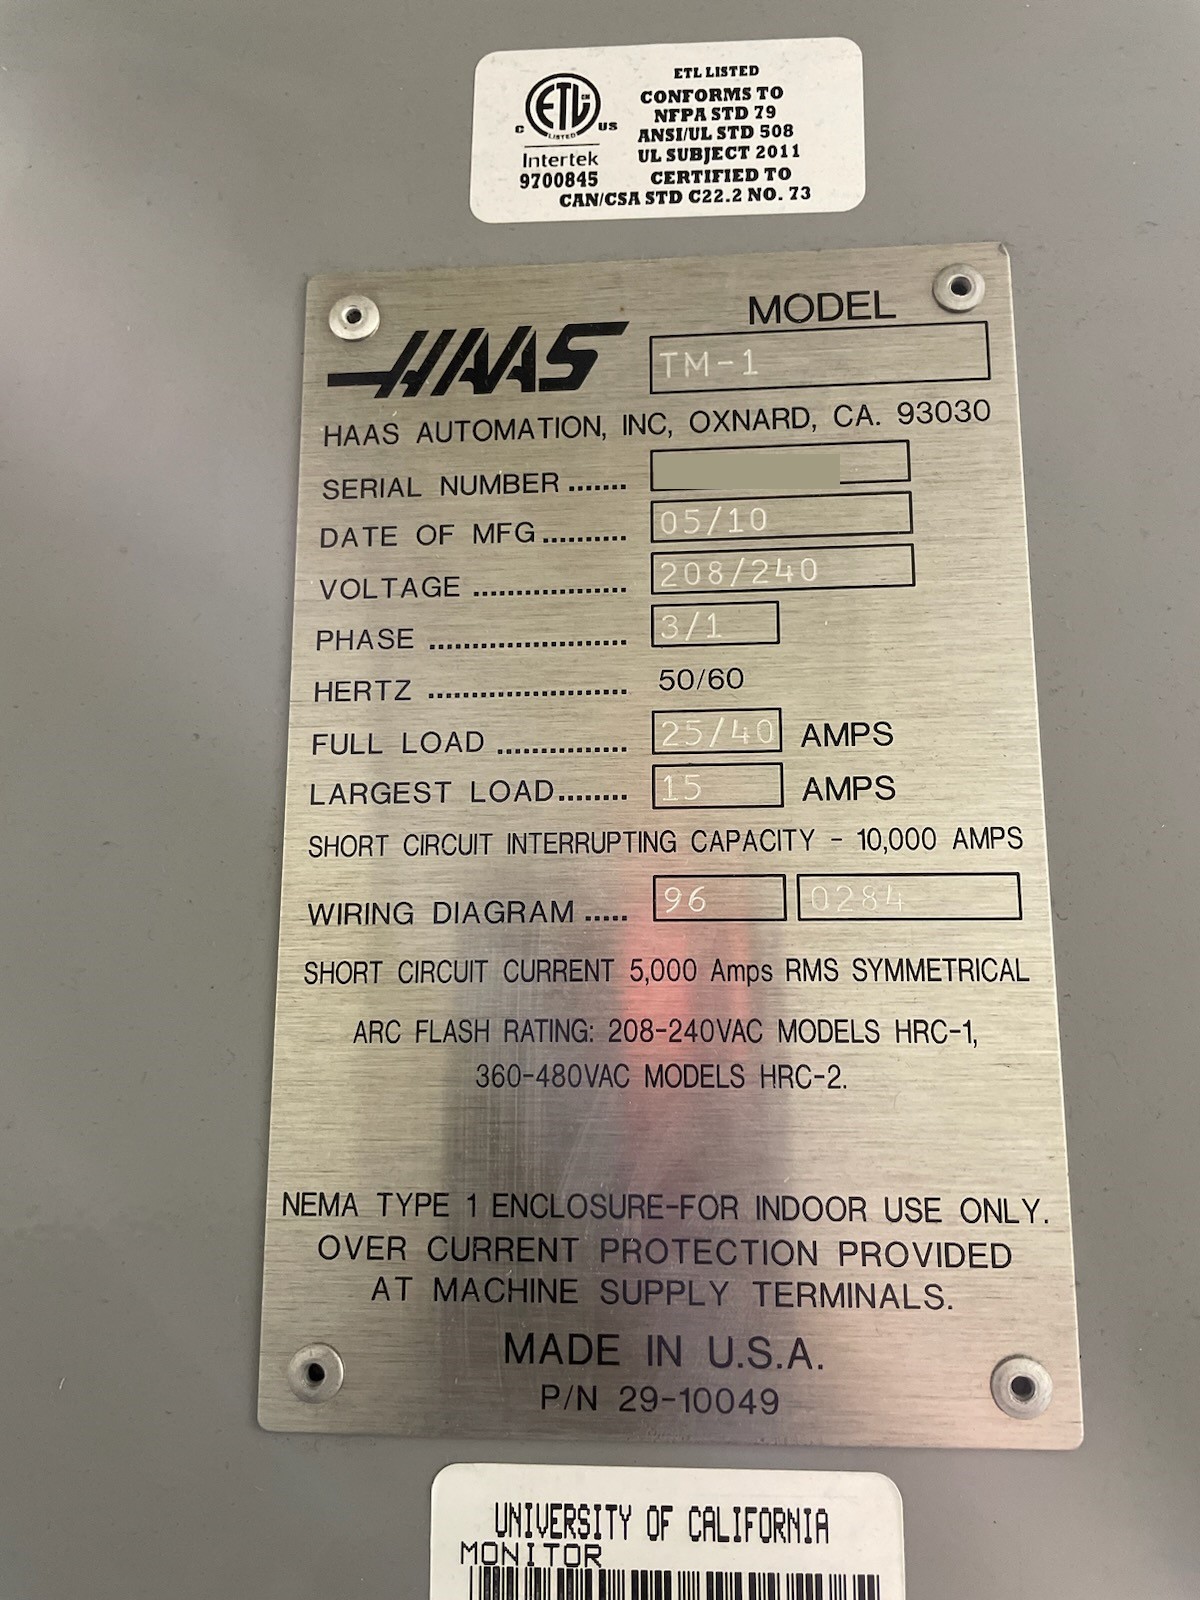 ETL LISTED
CONFORMS TO
NFPA STD 79
ANSI/UL STD 508
UL SUBJECT 2011
CERTIFIED TO
CAN/CSA STD C22.2 NO. 73
ETL CM
LISTED
C US
Intertek
9700845
MODEL
HAAS TM-1
HAAS AUTOMATION, INC, OXNARD, CA. 93030
SERIAL NUMBER .......
DATE OF MFG .......... 05/10
VOLTAGE .................. 208/240
PHASE ....................... 3/1
HERTZ ....................... 50/60
FULL LOAD ............... 25/40 AMPS
LARGEST LOAD........ 15 AMPS
SHORT CIRCUIT INTERRUPTING CAPACITY - 10,000 AMPS
WIRING DIAGRAM ..... 96 0284
SHORT CIRCUIT CURRENT 5,000 Amps RMS SYMMETRICAL
ARC FLASH RATING: 208-240VAC MODELS HRC-1,
360-480VAC MODELS HRC-2.
NEMA TYPE 1 ENCLOSURE-FOR INDOOR USE ONLY.
OVER CURRENT PROTECTION PROVIDED
AT MACHINE SUPPLY TERMINALS.
MADE IN U.S.A.
P/N 29-10049
UNIVERSITY OF CALIFORNIA
MONITOR